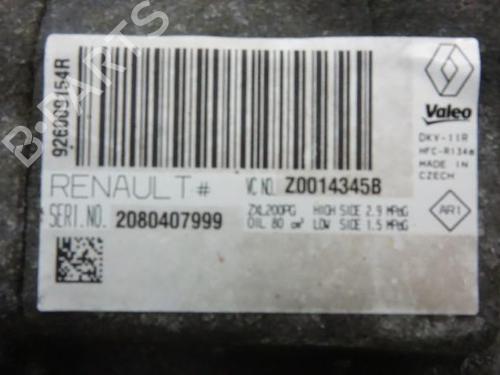 926009154R
RENAULT #
VC NO. Z0014345B
SERI.NO. 2080407999
ZXL200PG HIGH SIDE 2.9 MPaG
OIL 80 cm³ LOW SIDE 1.5 MPaG
Valeo
DKV-11R
HFC-R134a
MADE IN
CZECH
ARI
B-PARTS